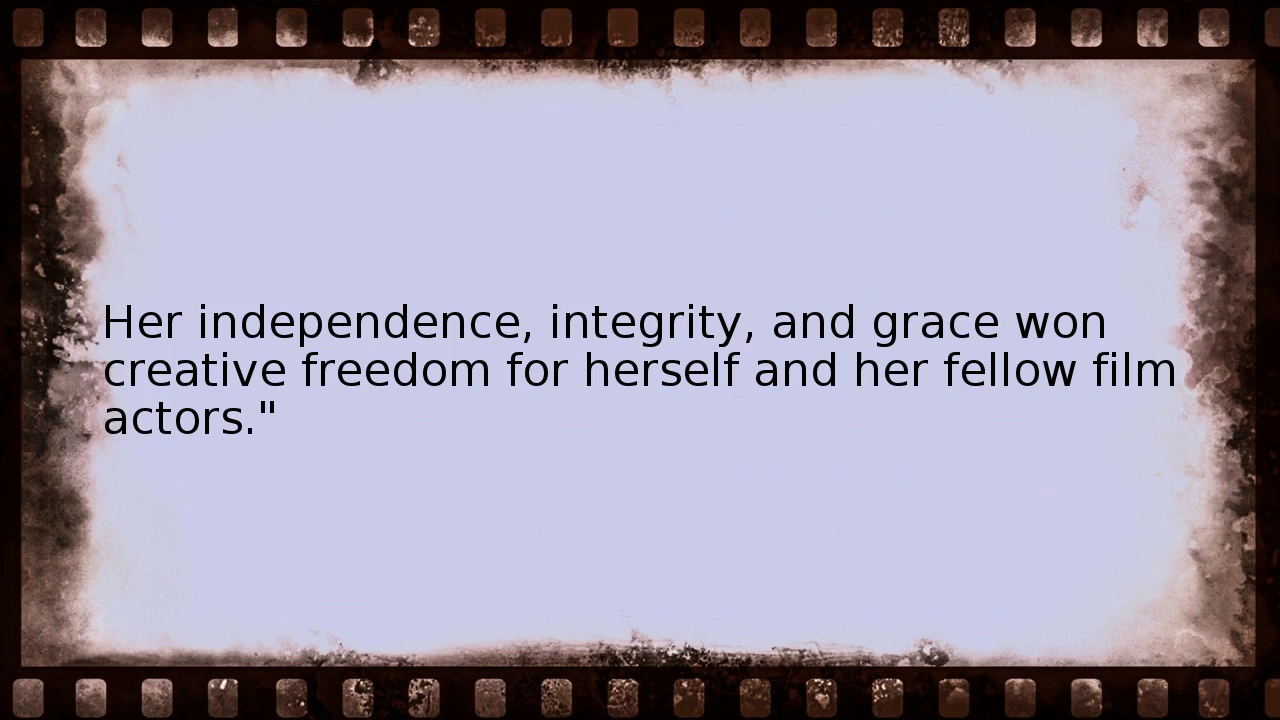 Her independence, integrity, and grace won
creative freedom for herself and her fellow film
actors."